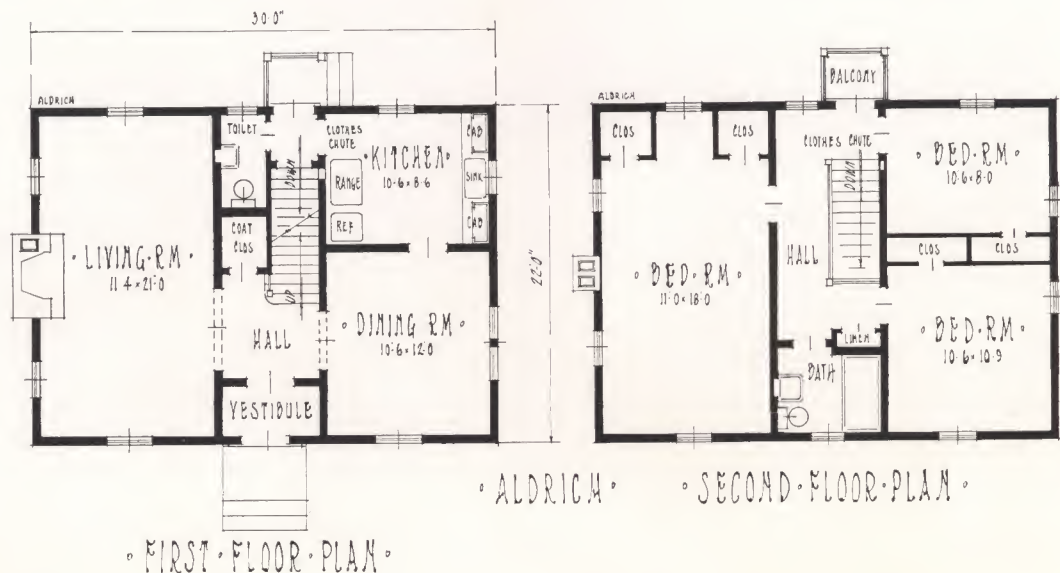 30'·0"
ALDRICH
TOILET
DOWN
CLOTHES
CHUTE
CAB
·KITCHEN·
10·6×8·6
RANGE
SINK
REF
CAB
COAT
CLOS
·LIVING·RM·
11·4×21·0
UP
HALL
·DINING RM·
10·6×12·0
VESTIBULE
22'·0"
·FIRST·FLOOR·PLAN·
·ALDRICH·
BALCONY
ALDRICH
CLOS
CLOS
CLOTHES CHUTE
DOWN
·BED·RM·
10·6×8·0
HALL
CLOS
CLOS
·BED·RM·
11·0×18·0
LINEN
·BED·RM·
10·6×10·9
BATH
·SECOND·FLOOR·PLAN·